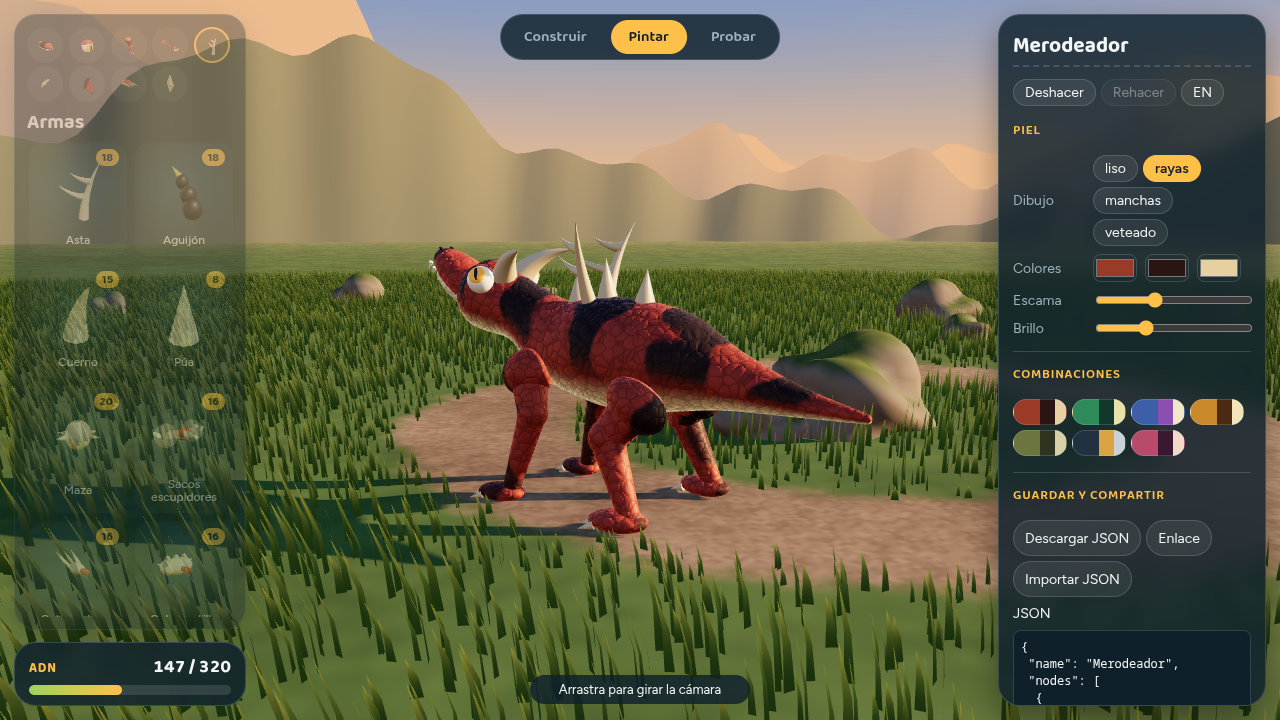 Construir
Pintar
Probar
Armas
18
18
Asta
Aguijón
15
8
Cuerno
Púa
20
16
Maza
Sacos
escupidores
16
16
ADN
147 / 320
Arrastra para girar la cámara
Merodeador
Deshacer
Rehacer
EN
PIEL
Dibujo
liso
rayas
manchas
veteado
Colores
Escama
Brillo
COMBINACIONES
GUARDAR Y COMPARTIR
Descargar JSON
Enlace
Importar JSON
JSON
{
"name": "Merodeador",
"nodes": [
{